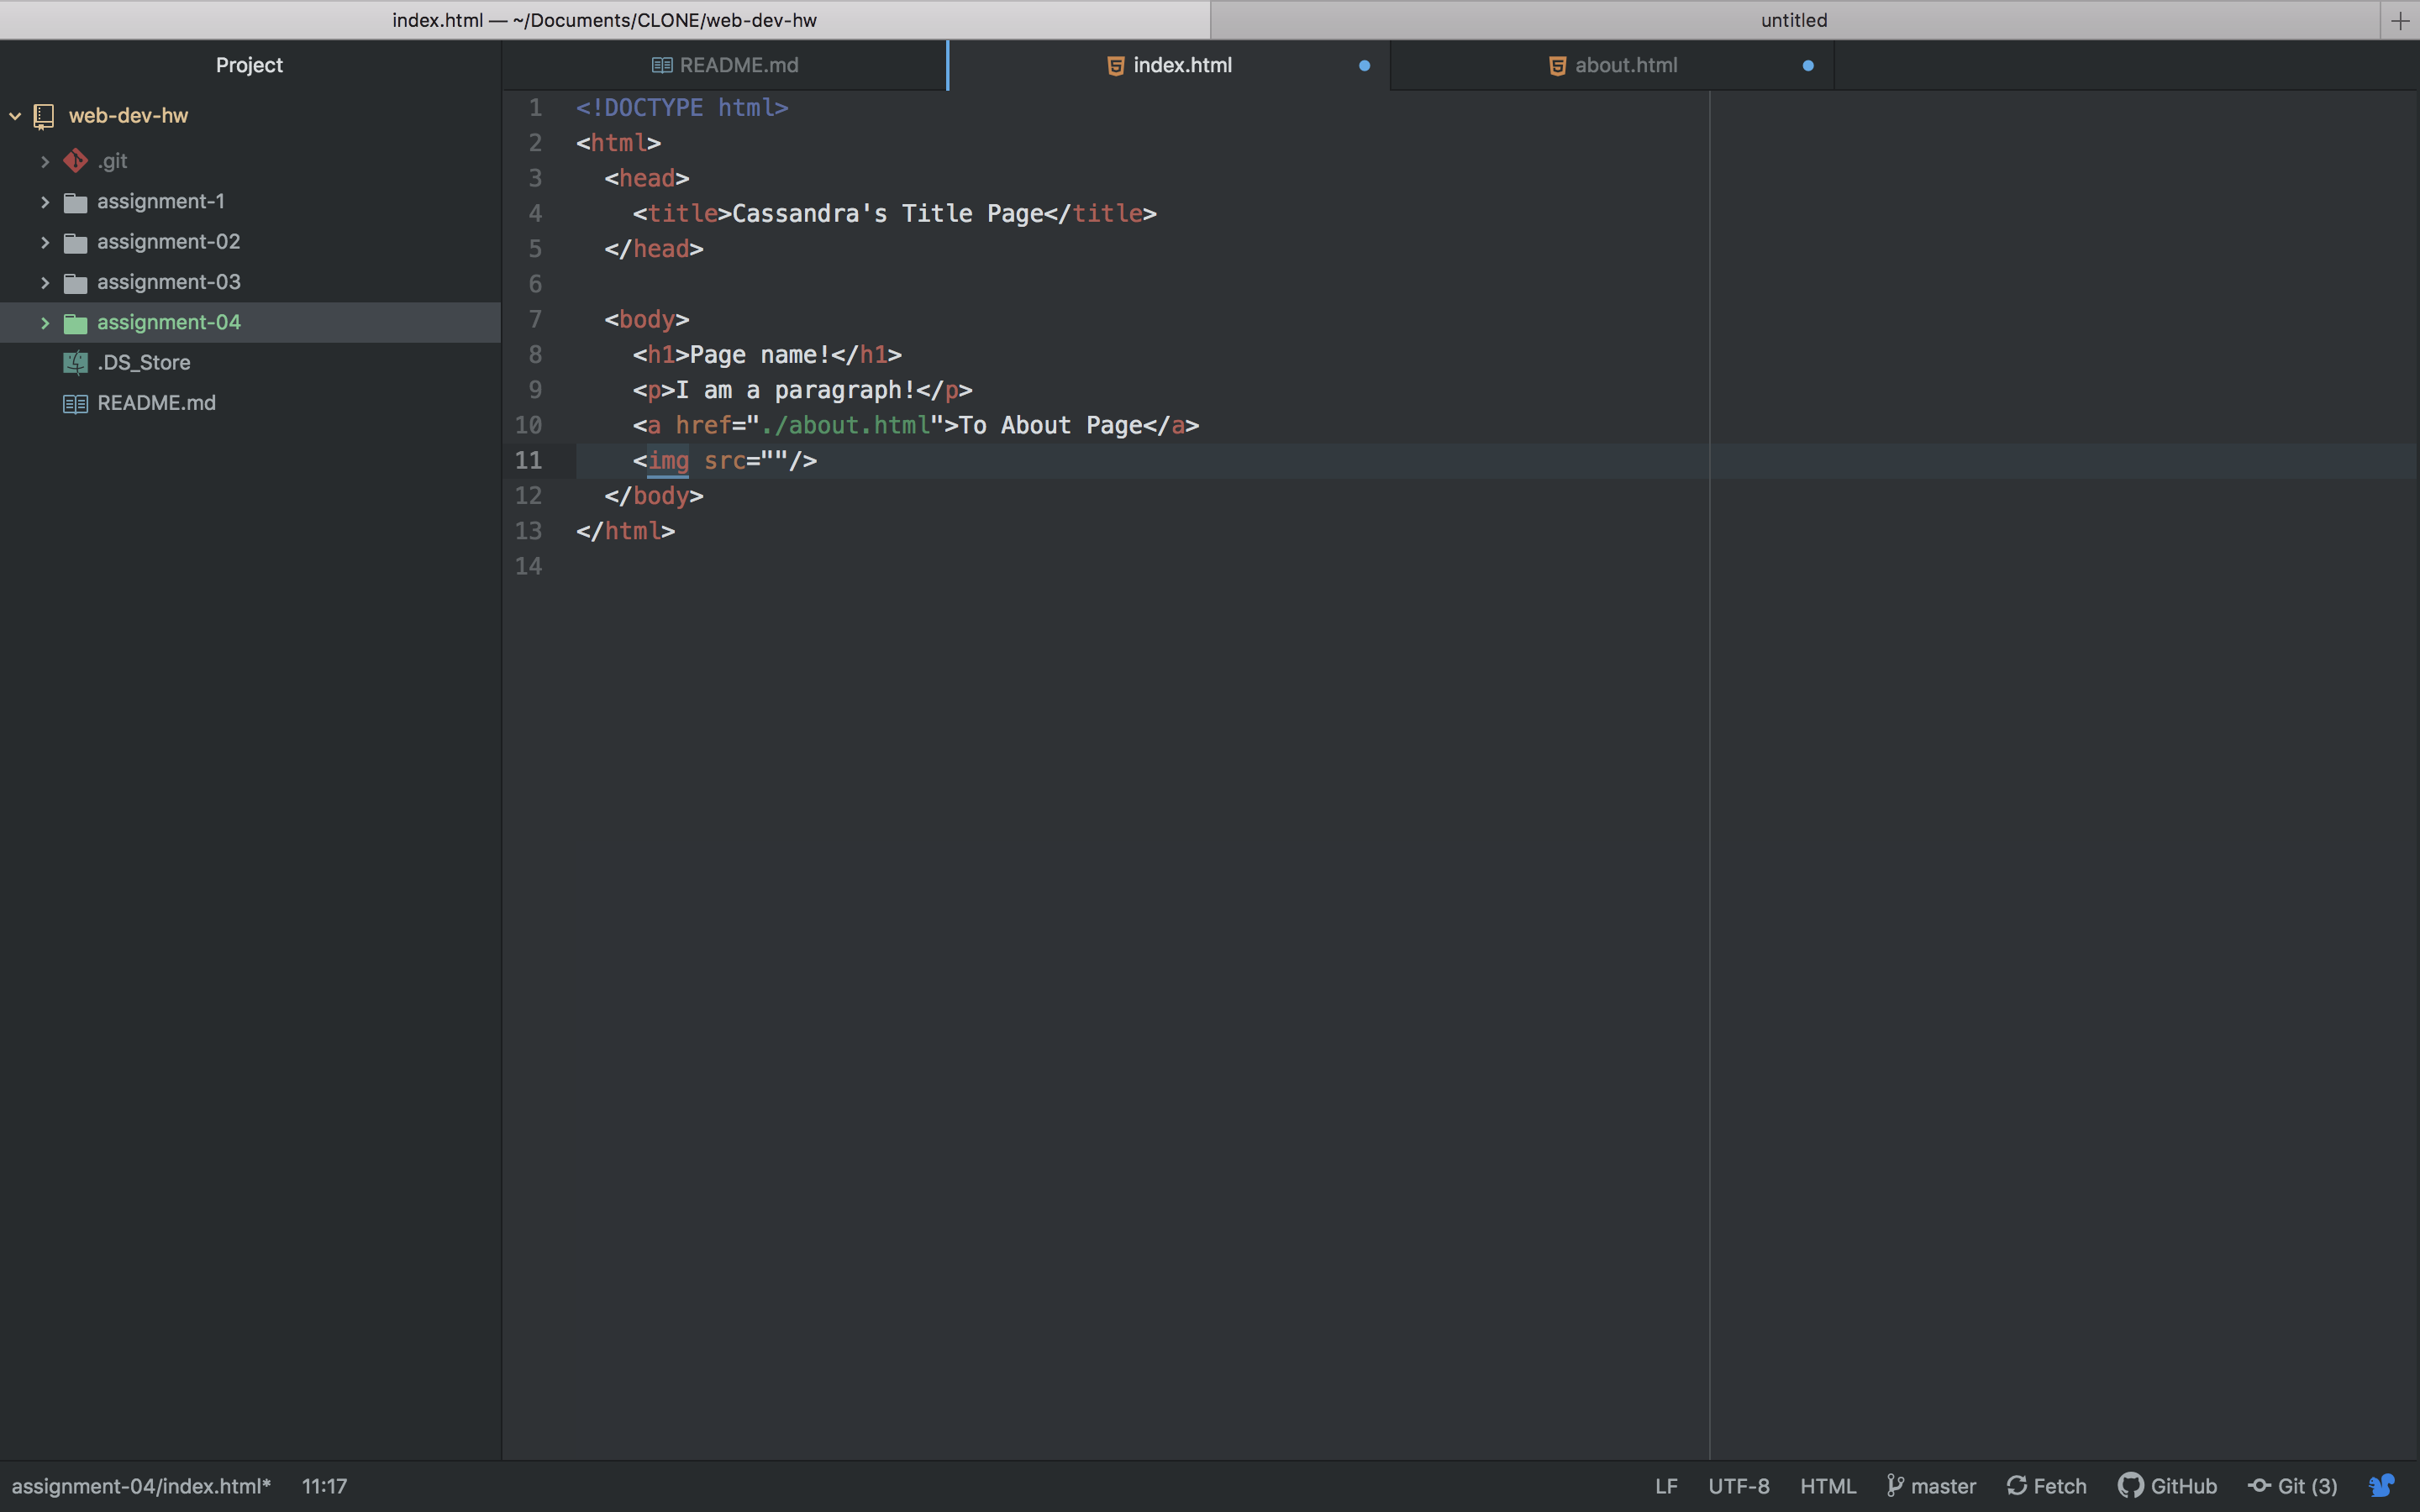 index.html — ~/Documents/CLONE/web-dev-hw
untitled
Project
README.md
index.html
about.html
web-dev-hw
.git
assignment-1
assignment-02
assignment-03
assignment-04
.DS_Store
README.md
1 <!DOCTYPE html>
2 <html>
3 <head>
4 <title>Cassandra's Title Page</title>
5 </head>
6
7 <body>
8 <h1>Page name!</h1>
9 <p>I am a paragraph!</p>
10 <a href="./about.html">To About Page</a>
11 <img src=""/>
12 </body>
13 </html>
14
assignment-04/index.html* 11:17
LF UTF-8 HTML master Fetch GitHub Git (3)